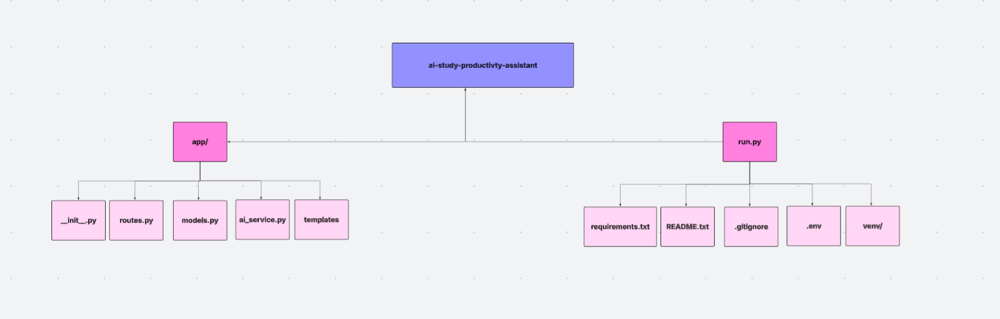 ai-study-productivty-assistant
app/
run.py
__init__.py
routes.py
models.py
ai_service.py
templates
requirements.txt
README.txt
.gitignore
.env
venv/